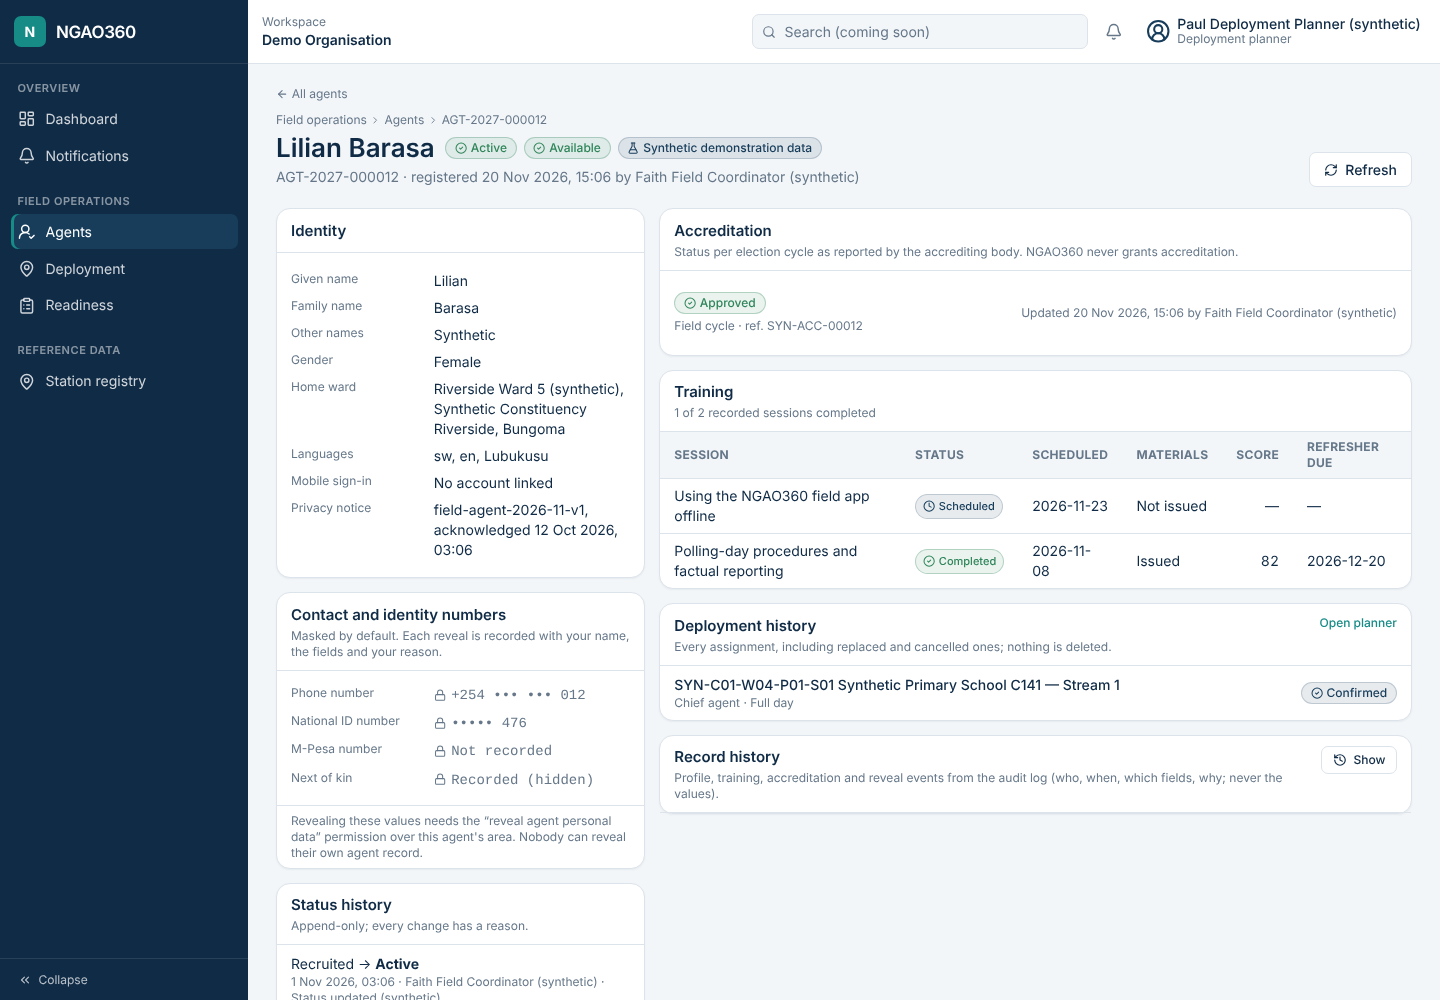 N NGAO360
OVERVIEW
Dashboard
Notifications
FIELD OPERATIONS
Agents
Deployment
Readiness
REFERENCE DATA
Station registry
Collapse
Workspace
Demo Organisation
Search (coming soon)
Paul Deployment Planner (synthetic)
Deployment planner
← All agents
Field operations › Agents › AGT-2027-000012
Lilian Barasa Active Available Synthetic demonstration data
AGT-2027-000012 · registered 20 Nov 2026, 15:06 by Faith Field Coordinator (synthetic)
Refresh
Identity
Given name Lilian
Family name Barasa
Other names Synthetic
Gender Female
Home ward Riverside Ward 5 (synthetic),
Synthetic Constituency
Riverside, Bungoma
Languages sw, en, Lubukusu
Mobile sign-in No account linked
Privacy notice field-agent-2026-11-v1,
acknowledged 12 Oct 2026,
03:06
Contact and identity numbers
Masked by default. Each reveal is recorded with your name,
the fields and your reason.
Phone number +254 ••• ••• 012
National ID number ••••• 476
M-Pesa number Not recorded
Next of kin Recorded (hidden)
Revealing these values needs the “reveal agent personal
data” permission over this agent's area. Nobody can reveal
their own agent record.
Status history
Append-only; every change has a reason.
Recruited → Active
1 Nov 2026, 03:06 · Faith Field Coordinator (synthetic) ·
Status updated (synthetic)
Accreditation
Status per election cycle as reported by the accrediting body. NGAO360 never grants accreditation.
Approved
Field cycle · ref. SYN-ACC-00012
Updated 20 Nov 2026, 15:06 by Faith Field Coordinator (synthetic)
Training
1 of 2 recorded sessions completed
SESSION STATUS SCHEDULED MATERIALS SCORE REFRESHER
DUE
Using the NGAO360 field app
offline
Scheduled 2026-11-23 Not issued — —
Polling-day procedures and
factual reporting
Completed 2026-11-
08
Issued 82 2026-12-20
Deployment history
Open planner
Every assignment, including replaced and cancelled ones; nothing is deleted.
SYN-C01-W04-P01-S01 Synthetic Primary School C141 — Stream 1
Chief agent · Full day
Confirmed
Record history
Show
Profile, training, accreditation and reveal events from the audit log (who, when, which fields, why; never the
values).